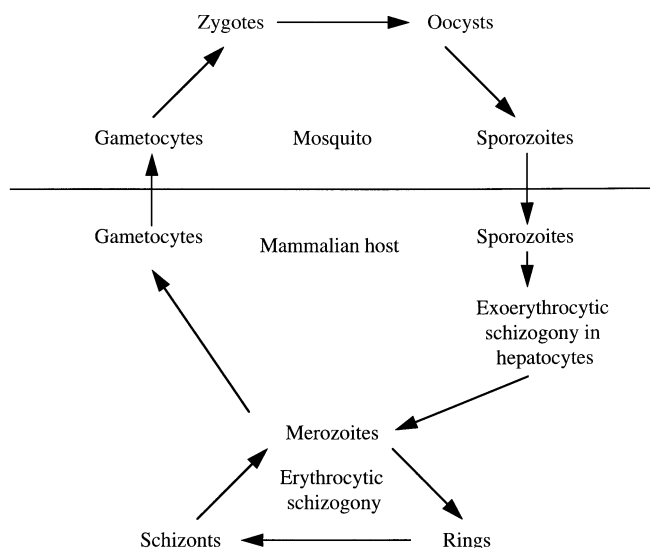 Zygotes Oocysts
Gametocytes Mosquito Sporozoites
Gametocytes Mammalian host Sporozoites
Exoerythrocytic
schizogony in
hepatocytes
Merozoites
Erythrocytic
schizogony
Schizonts Rings